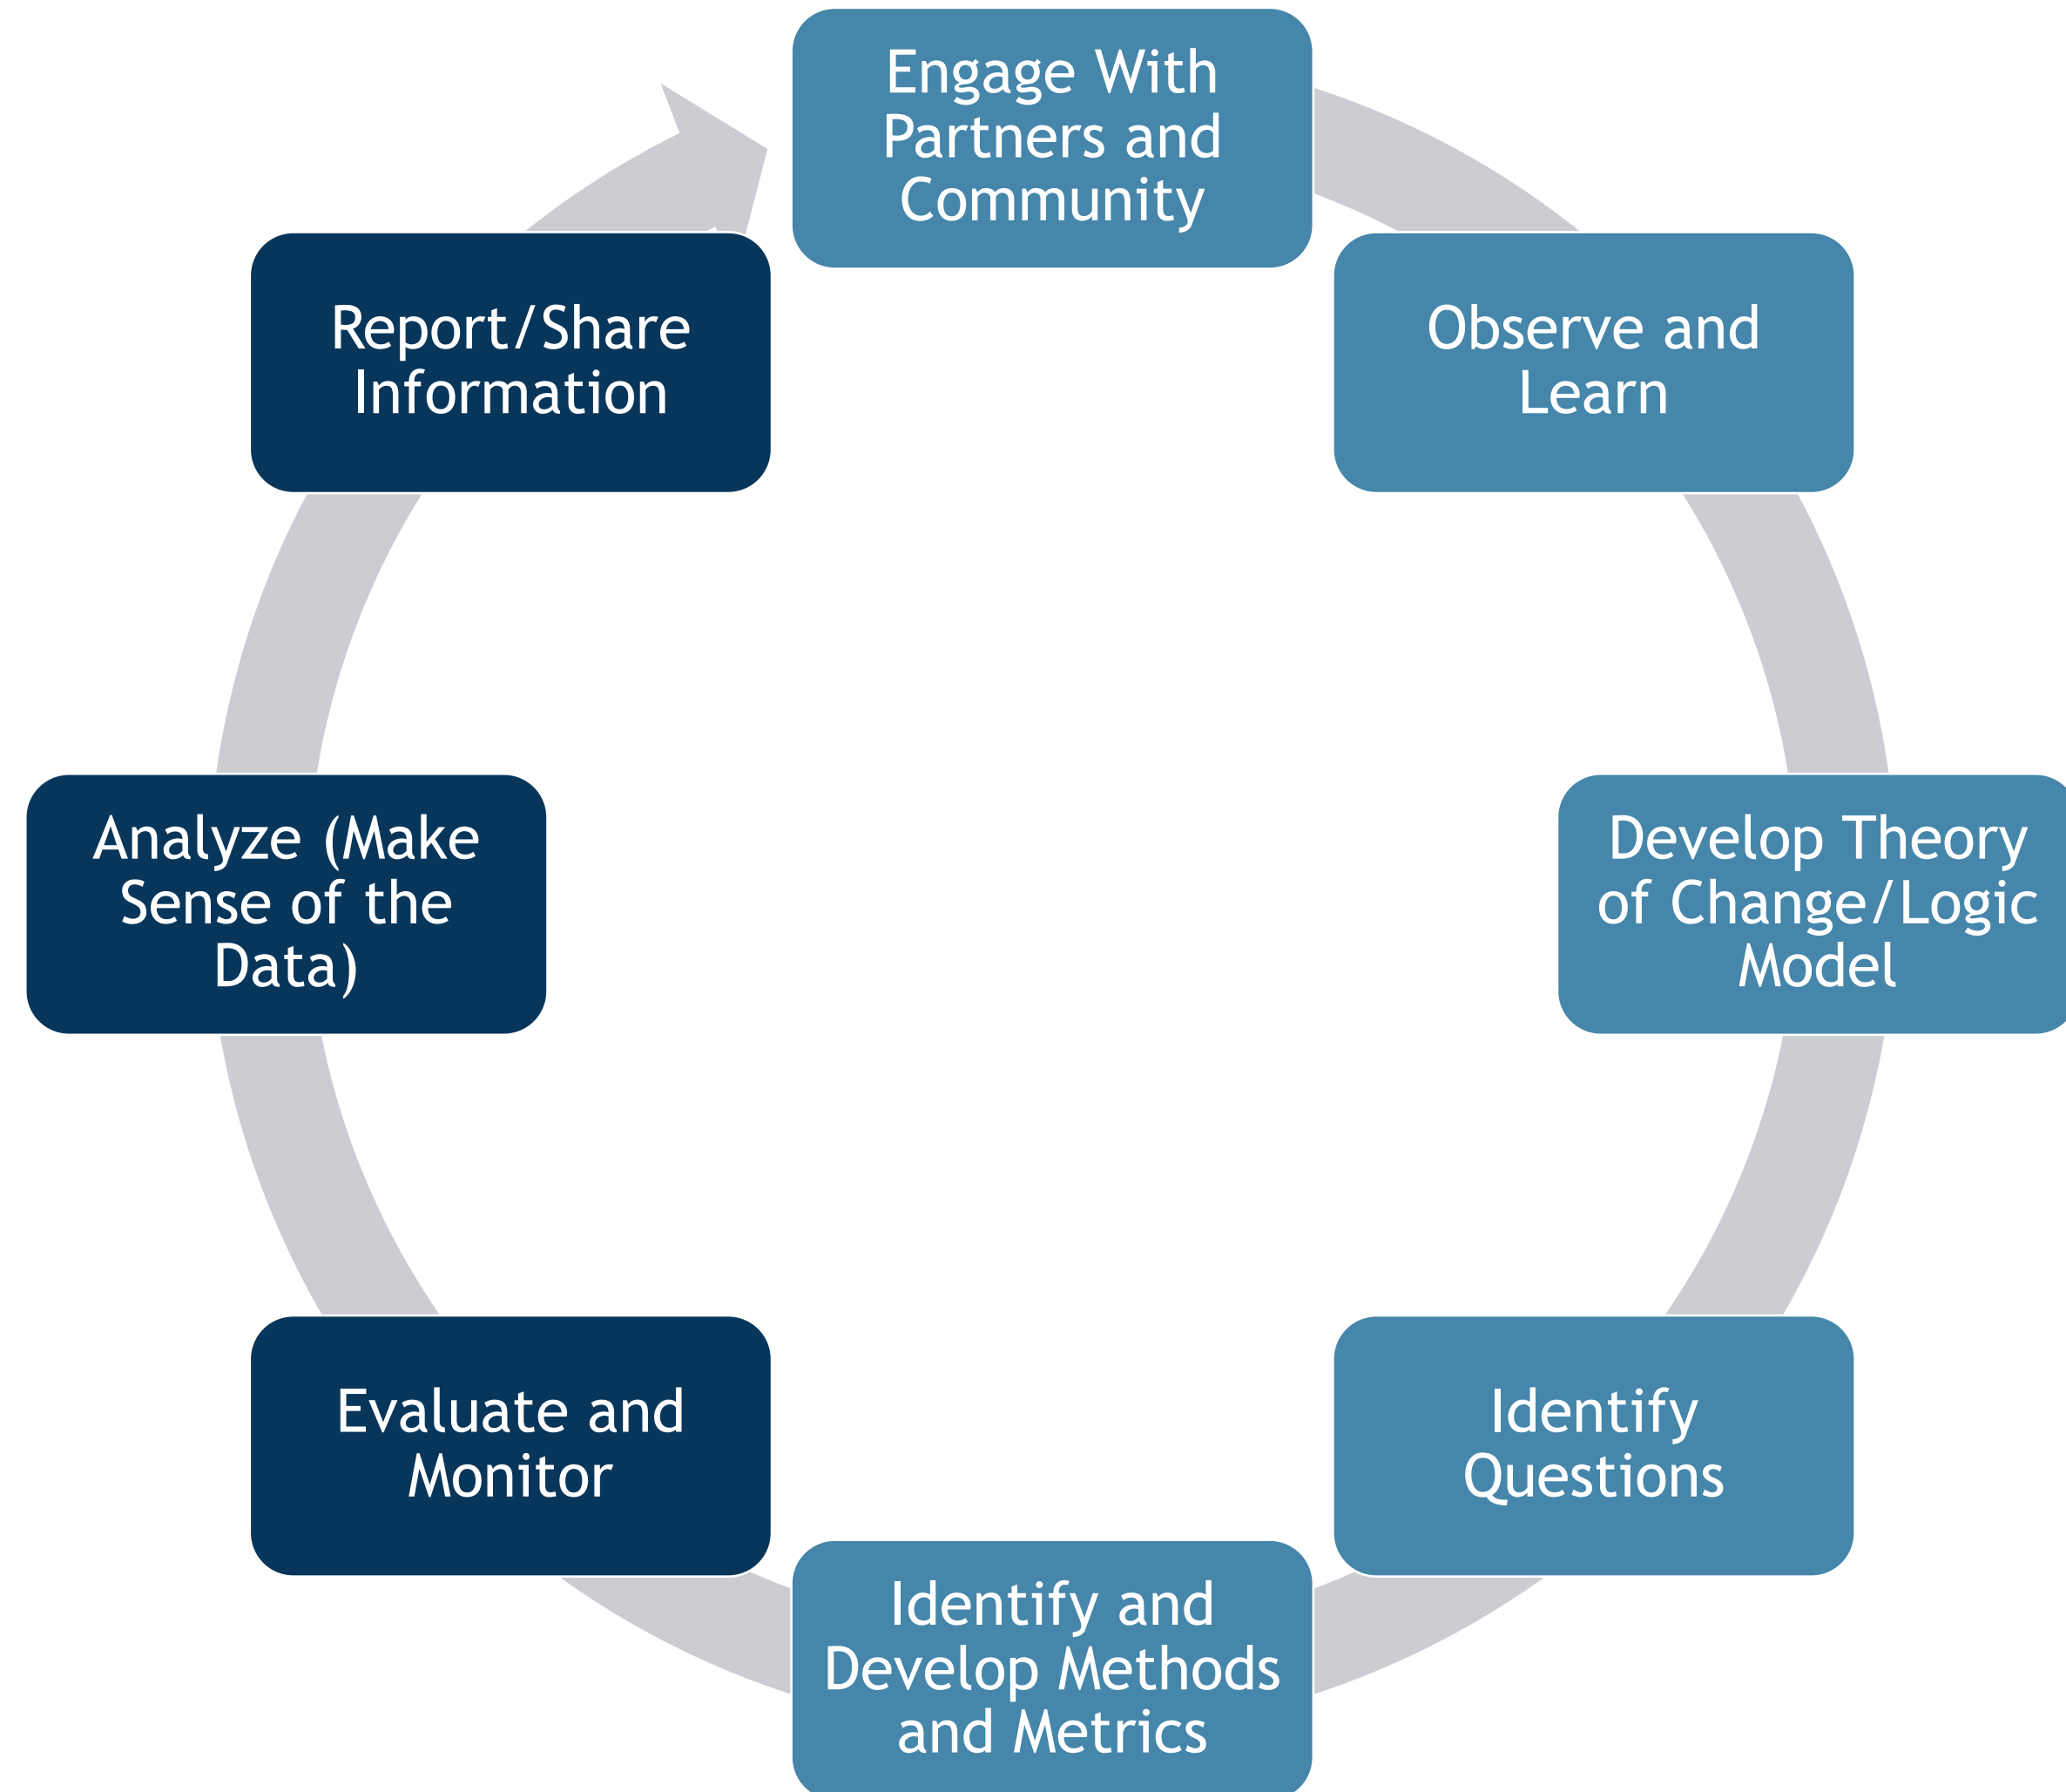 Engage With
Partners and
Community
Observe and
Learn
Develop Theory
of Change/Logic
Model
Identify
Questions
Identify and
Develop Methods
and Metrics
Evaluate and
Monitor
Analyze (Make
Sense of the
Data)
Report/Share
Information